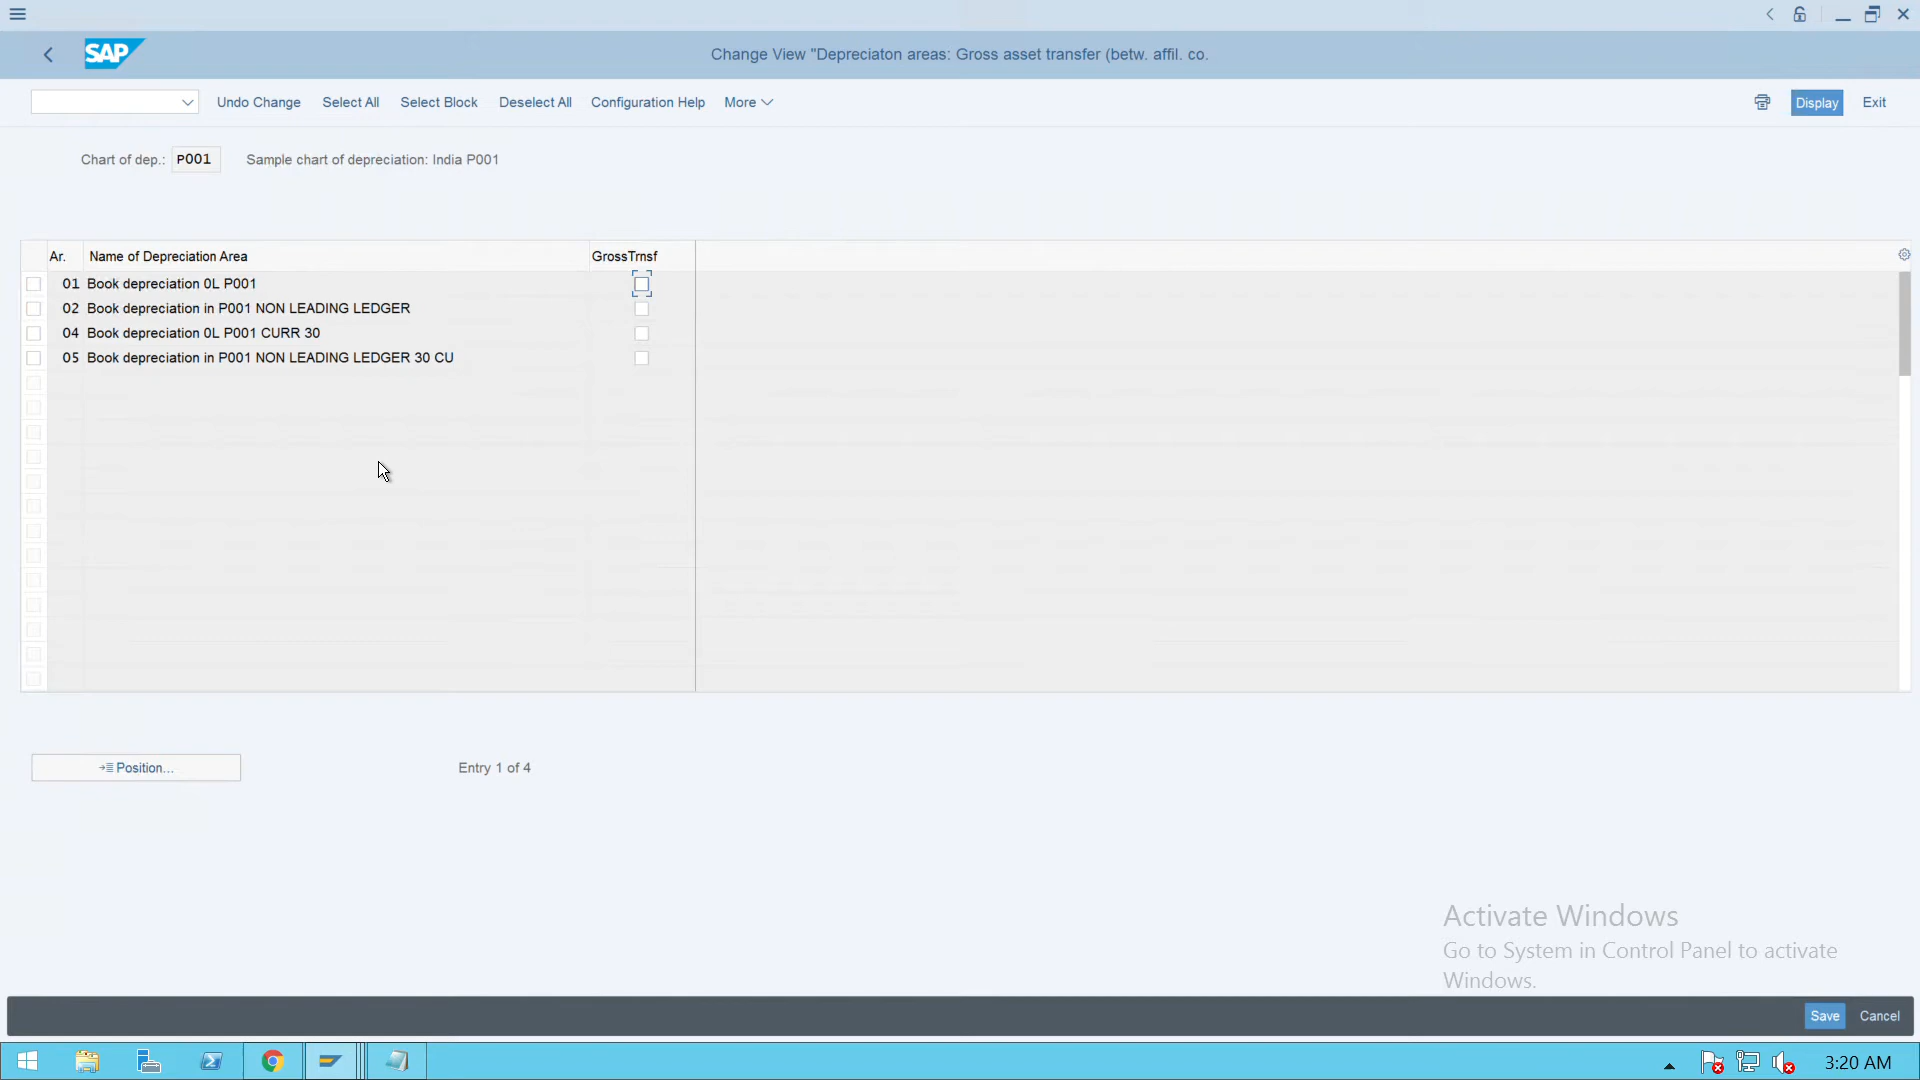 SAP
Change View "Depreciaton areas: Gross asset transfer (betw. affil. co.
Undo Change Select All Select Block Deselect All Configuration Help More Display Exit
Chart of dep.: P001 Sample chart of depreciation: India P001
Ar. Name of Depreciation Area GrossTrnsf
01 Book depreciation 0L P001
02 Book depreciation in P001 NON LEADING LEDGER
04 Book depreciation 0L P001 CURR 30
05 Book depreciation in P001 NON LEADING LEDGER 30 CU
Position... Entry 1 of 4
Activate Windows
Go to System in Control Panel to activate
Windows.
Save Cancel
3:20 AM